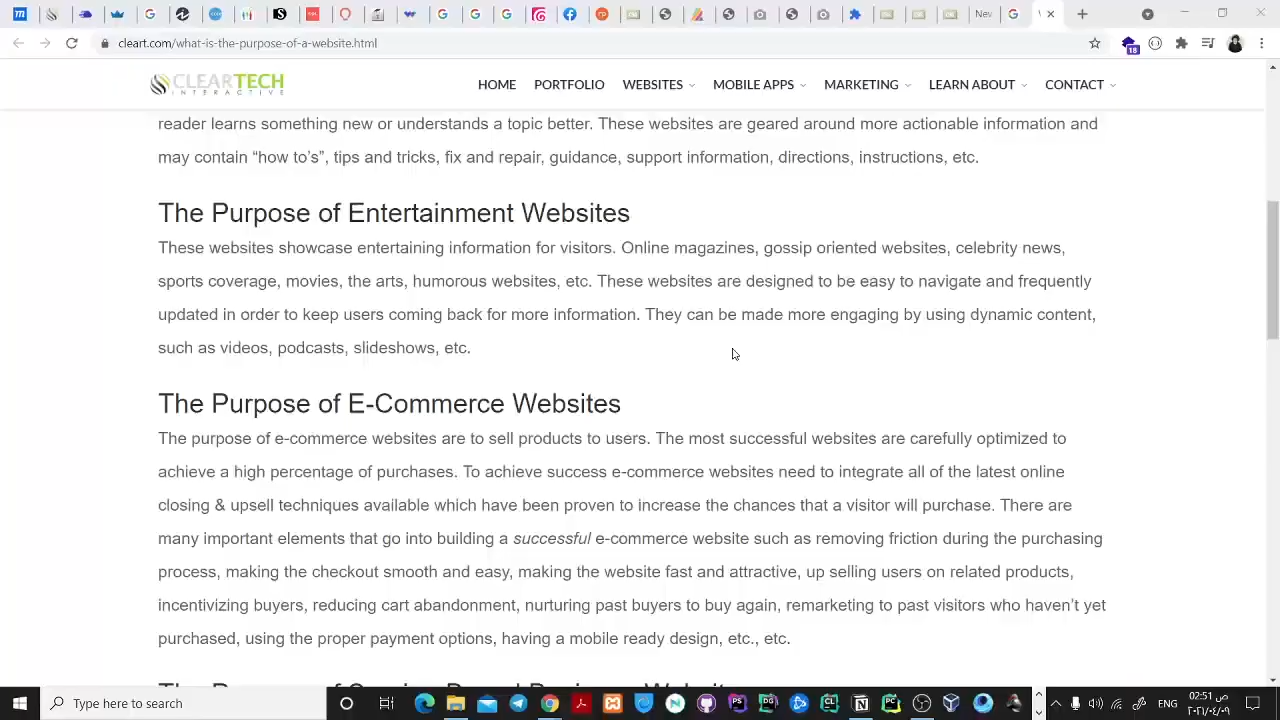 New
cleart.com/what-is-the-purpose-of-a-website.html
18
CLEARTECH
INTERACTIVE
HOME PORTFOLIO WEBSITES MOBILE APPS MARKETING LEARN ABOUT CONTACT
reader learns something new or understands a topic better. These websites are geared around more actionable information and
may contain “how to’s”, tips and tricks, fix and repair, guidance, support information, directions, instructions, etc.
The Purpose of Entertainment Websites
These websites showcase entertaining information for visitors. Online magazines, gossip oriented websites, celebrity news,
sports coverage, movies, the arts, humorous websites, etc. These websites are designed to be easy to navigate and frequently
updated in order to keep users coming back for more information. They can be made more engaging by using dynamic content,
such as videos, podcasts, slideshows, etc.
The Purpose of E-Commerce Websites
The purpose of e-commerce websites are to sell products to users. The most successful websites are carefully optimized to
achieve a high percentage of purchases. To achieve success e-commerce websites need to integrate all of the latest online
closing & upsell techniques available which have been proven to increase the chances that a visitor will purchase. There are
many important elements that go into building a successful e-commerce website such as removing friction during the purchasing
process, making the checkout smooth and easy, making the website fast and attractive, up selling users on related products,
incentivizing buyers, reducing cart abandonment, nurturing past buyers to buy again, remarketing to past visitors who haven’t yet
purchased, using the proper payment options, having a mobile ready design, etc., etc.
Type here to search
ENG
02:51 ص